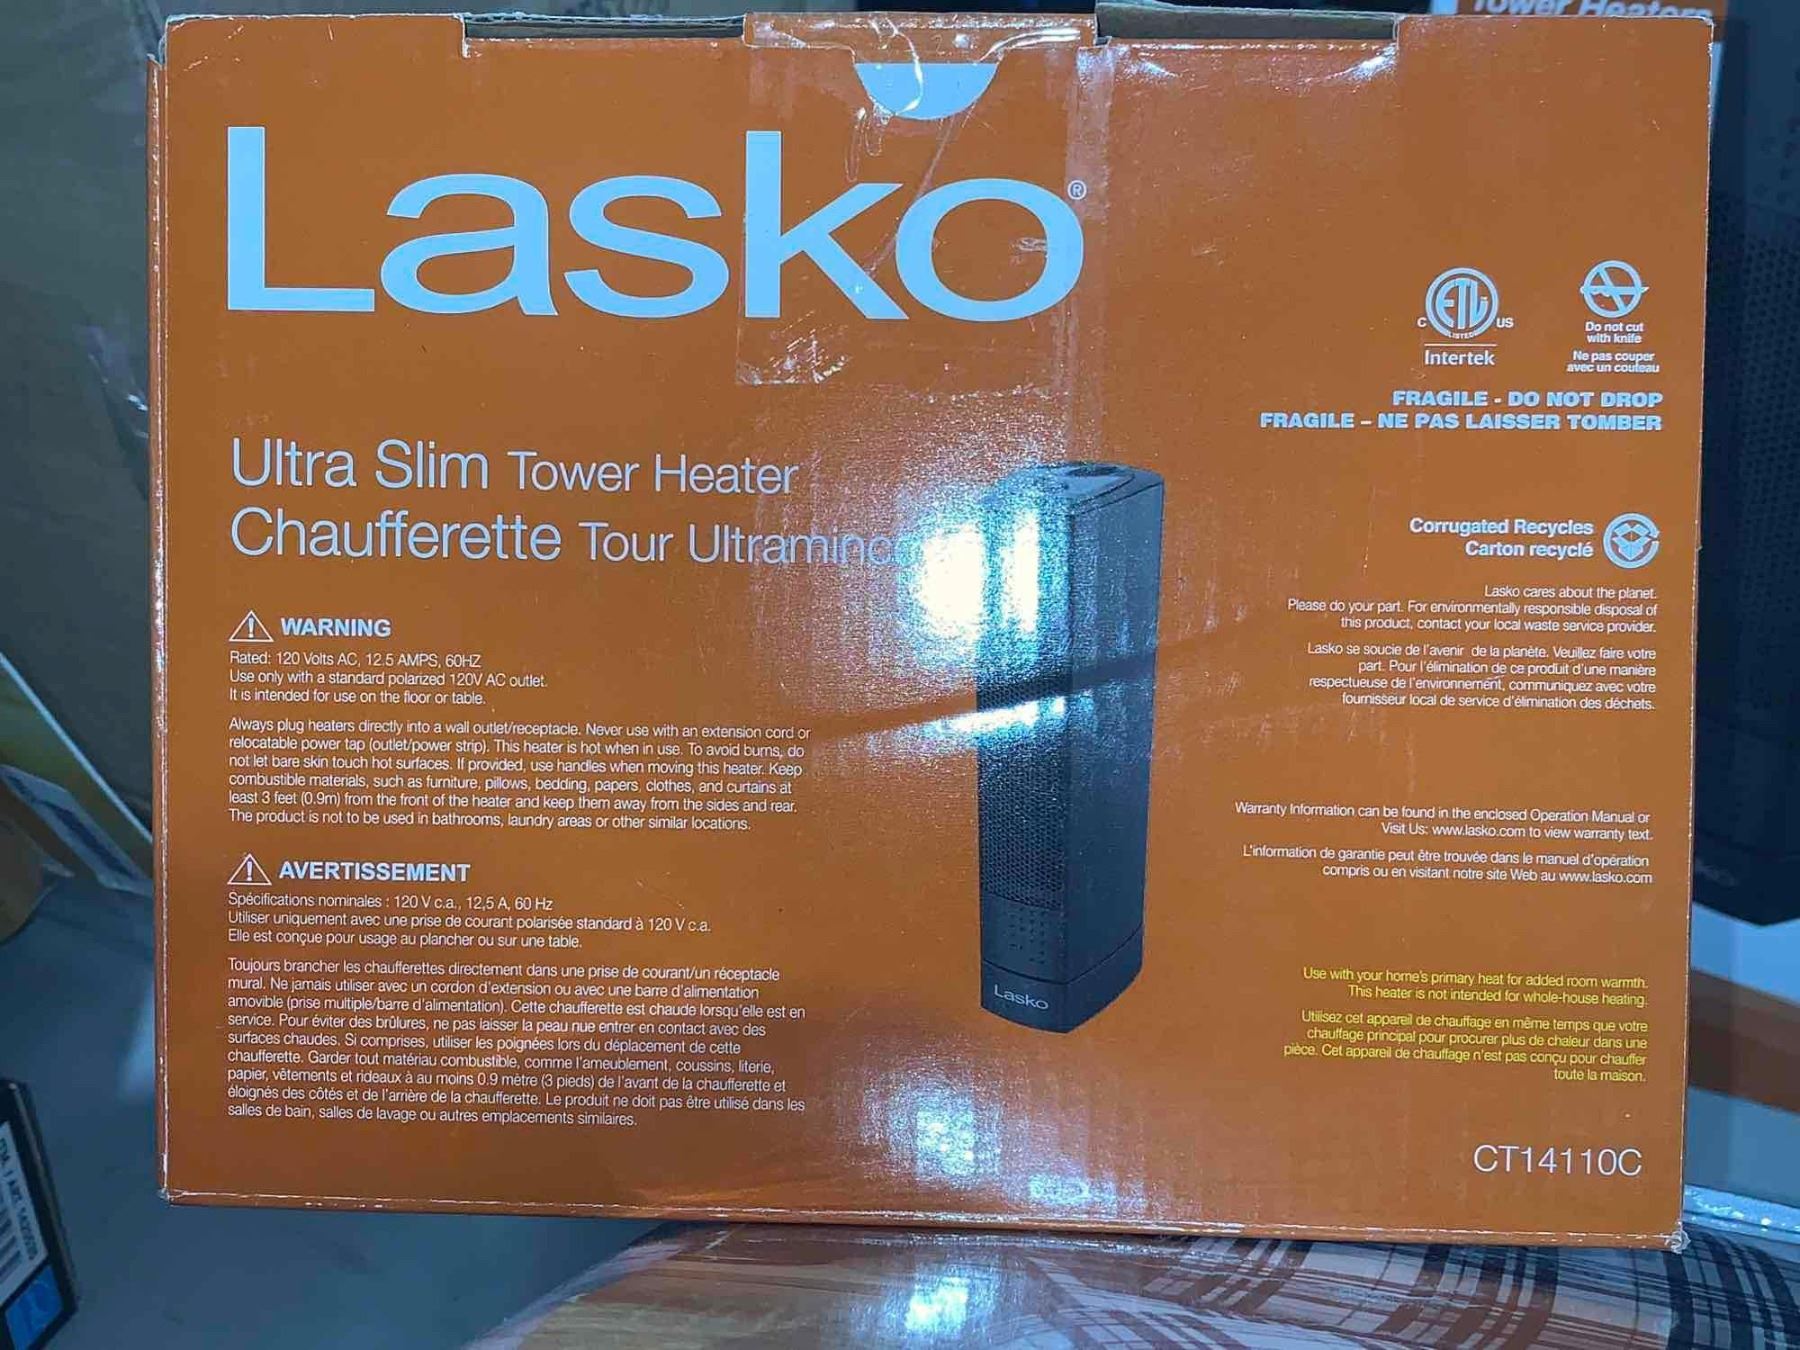 Tower Heaters
Lasko®
Ultra Slim Tower Heater
Chaufferette Tour
WARNING
Rated: 120 Volts AC, 12.5 AMPS, 60HZ
Use only with a standard polarized 120V AC outlet.
It is intended for use on the floor or table.
Always plug heaters directly into a wall outlet/receptacle. Never use with an extension cord or
relocatable power tap (outlet/power strip). This heater is hot when in use. To avoid burns, do
not let bare skin touch hot surfaces. If provided, use handles when moving this heater. Keep
combustible materials, such as furniture, pillows, bedding, papers, clothes, and curtains at
least 3 feet (0.9m) from the front of the heater and keep them away from the sides and rear.
The product is not to be used in bathrooms, laundry areas or other similar locations.
AVERTISSEMENT
Spécifications nominales : 120 V c.a., 12,5 A, 60 Hz
Utiliser uniquement avec une prise de courant polarisée standard à 120 V c.a.
Elle est conçue pour usage au plancher ou sur une table.
Toujours brancher les chaufferettes directement dans une prise de courant/un réceptacle
mural. Ne jamais utiliser avec un cordon d'extension ou avec une barre d'alimentation
amovible (prise multiple/barre d'alimentation). Cette chaufferette est chaude lorsqu'elle est en
service. Pour éviter des brûlures, ne pas laisser la peau nue entrer en contact avec des
surfaces chaudes. Si comprises, utiliser les poignées lors du déplacement de cette
chaufferette. Garder tout matériau combustible, comme l'ameublement, coussins, literie,
papier, vêtements et rideaux à au moins 0.9 mètre (3 pieds) de l'avant de la chaufferette et
éloignés des côtés et de l'arrière de la chaufferette. Le produit ne doit pas être utilisé dans les
salles de bain, salles de lavage ou autres emplacements similaires.
Lasko
C ETL US
LISTED
Intertek
Do not cut
with knife
Ne pas couper
avec un couteau
FRAGILE - DO NOT DROP
FRAGILE – NE PAS LAISSER TOMBER
Corrugated Recycles
Carton recyclé
Lasko cares about the planet.
Please do your part. For environmentally responsible disposal of
this product, contact your local waste service provider.
Lasko se soucie de l'avenir de la planète. Veuillez faire votre
part. Pour l'élimination de ce produit d'une manière
respectueuse de l'environnement, communiquez avec votre
fournisseur local de service d'élimination des déchets.
Warranty Information can be found in the enclosed Operation Manual or
Visit Us: www.lasko.com to view warranty text.
L'information de garantie peut être trouvée dans le manuel d'opération
compris ou en visitant notre site Web au www.lasko.com
Use with your home's primary heat for added room warmth.
This heater is not intended for whole-house heating.
Utilisez cet appareil de chauffage en même temps que votre
chauffage principal pour procurer plus de chaleur dans une
pièce. Cet appareil de chauffage n'est pas conçu pour chauffer
toute la maison.
CT14110C